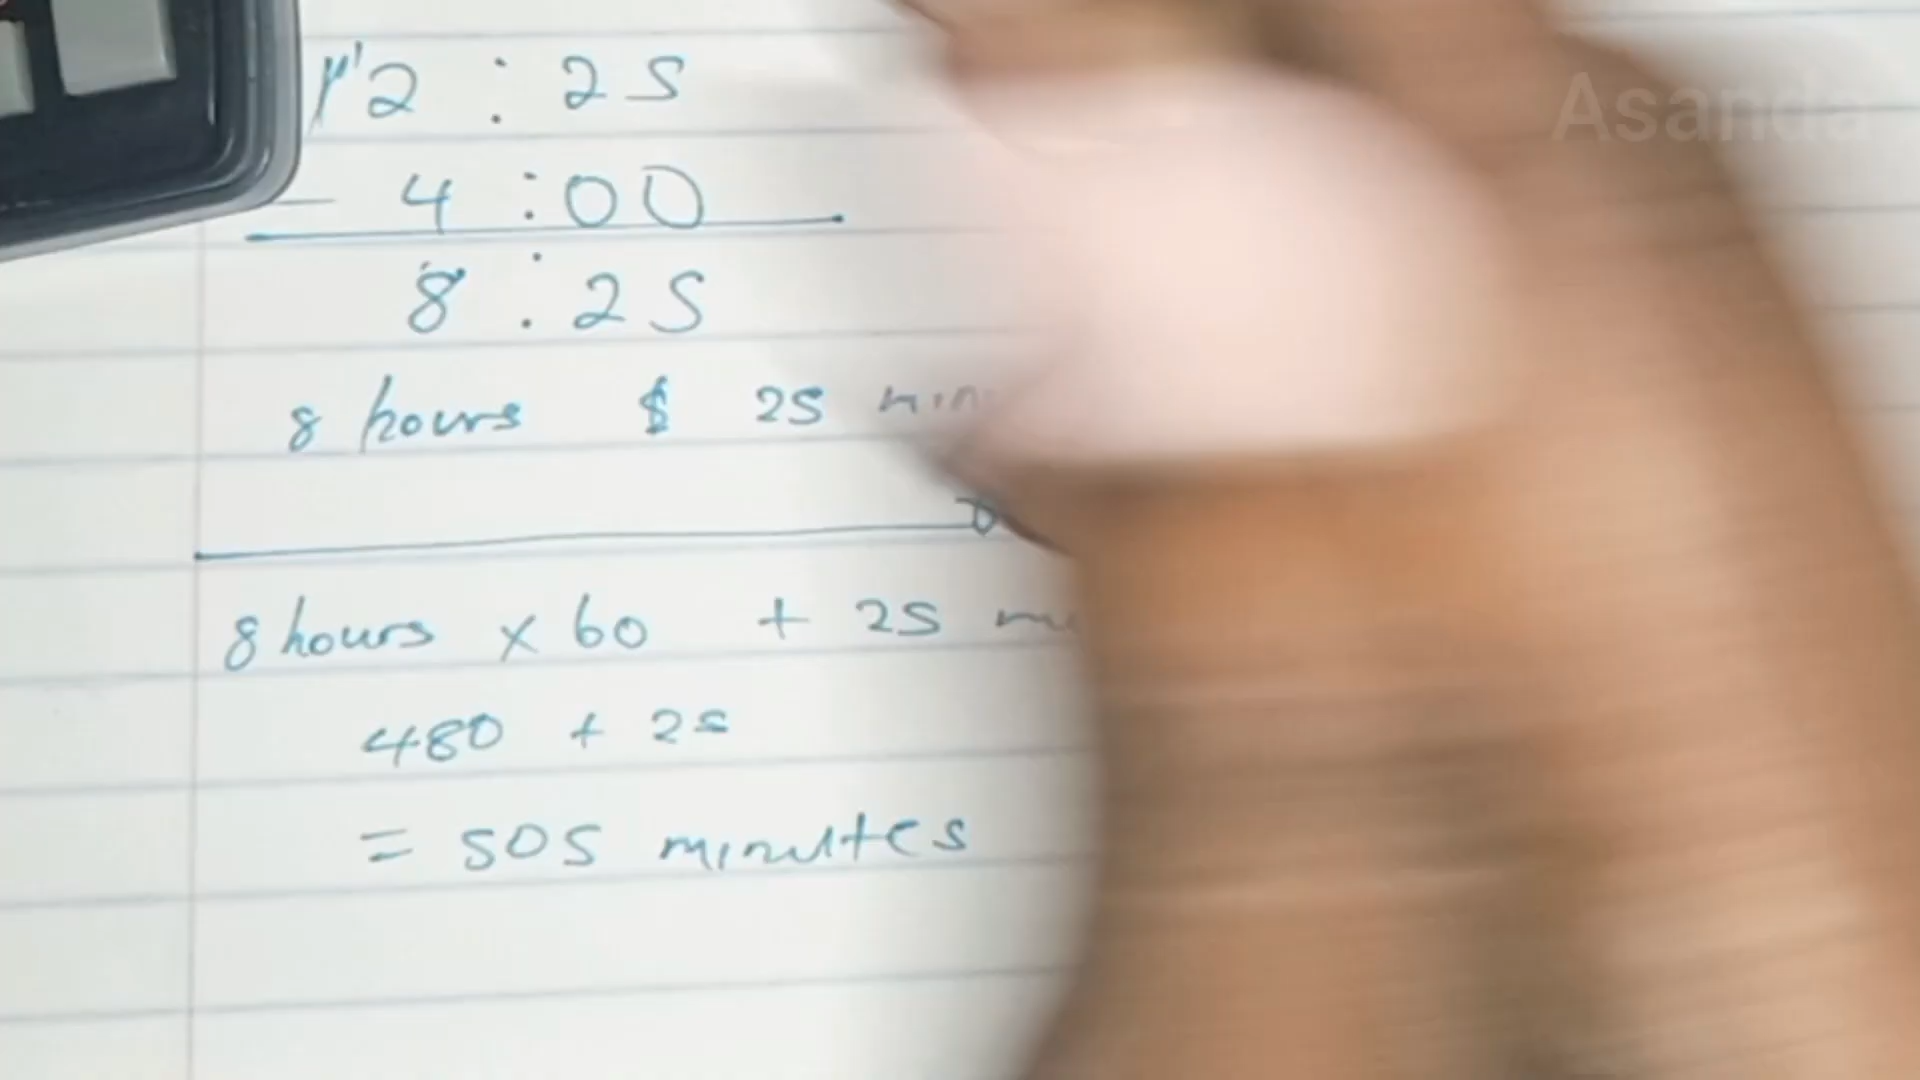 12 : 25
Asanda
- 4 : 00
8 : 25
8 hours $ 25
8 hours x 60 + 25
480 + 25
= 505 minutes